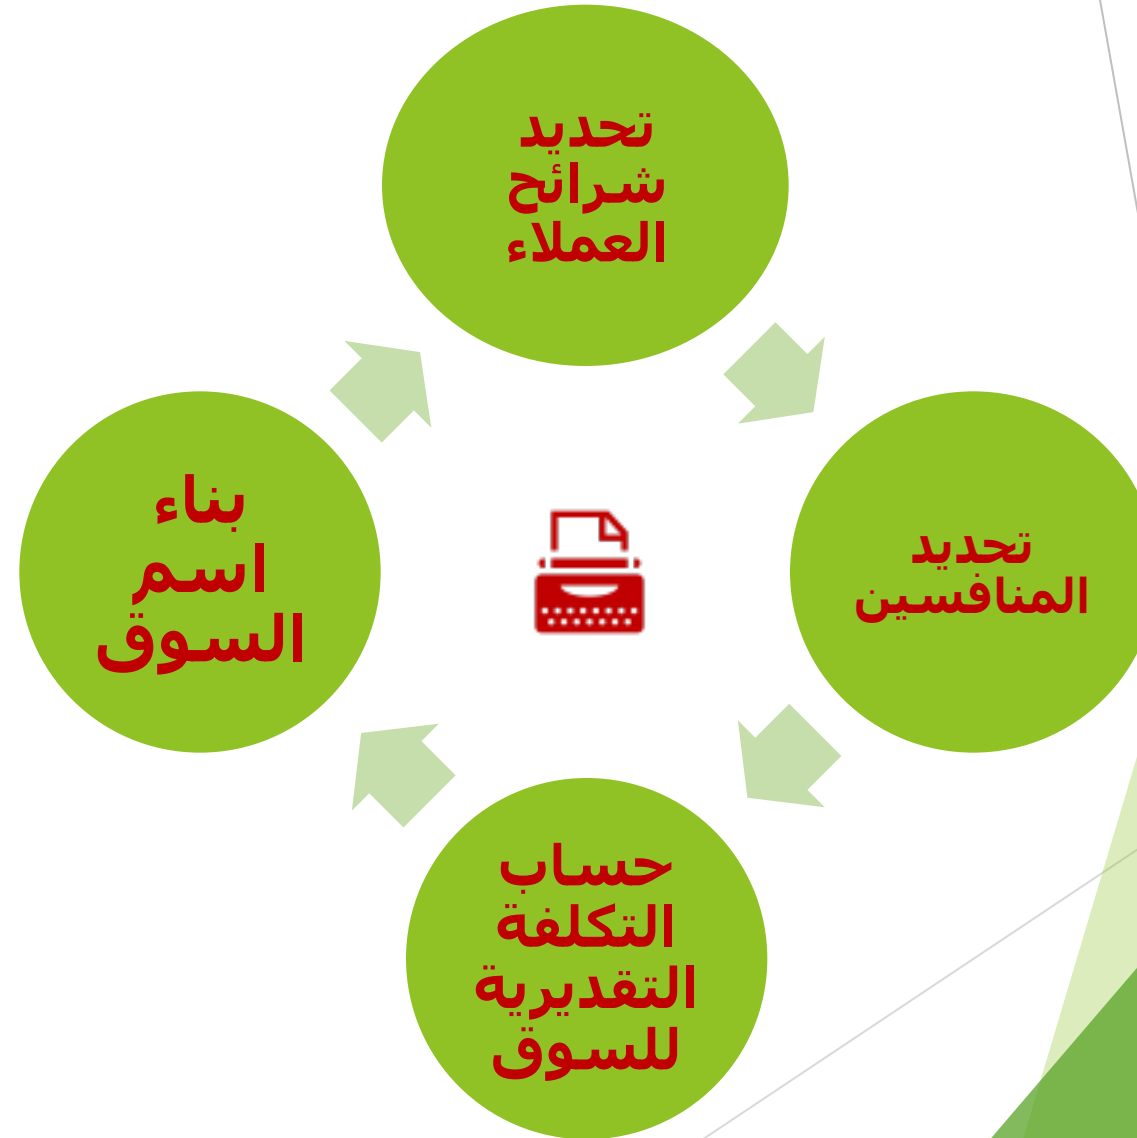 تحديد
شرائح
العملاء
تحديد
المنافسين
حساب
التكلفة
التقديرية
للسوق
بناء
اسم
السوق